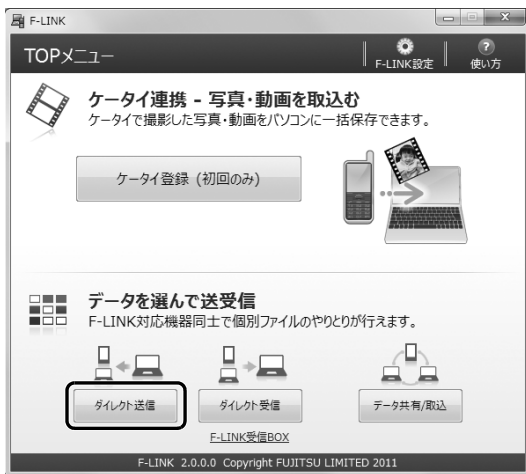 F-LINK
TOPメニュー
F-LINK設定
?
使い方
ケータイ連携 - 写真・動画を取込む
ケータイで撮影した写真・動画をパソコンに一括保存できます。
ケータイ登録 (初回のみ)
データを選んで送受信
F-LINK対応機器同士で個別ファイルのやりとりが行えます。
ダイレクト送信
ダイレクト受信
データ共有/取込
F-LINK受信BOX
F-LINK 2.0.0.0 Copyright FUJITSU LIMITED 2011